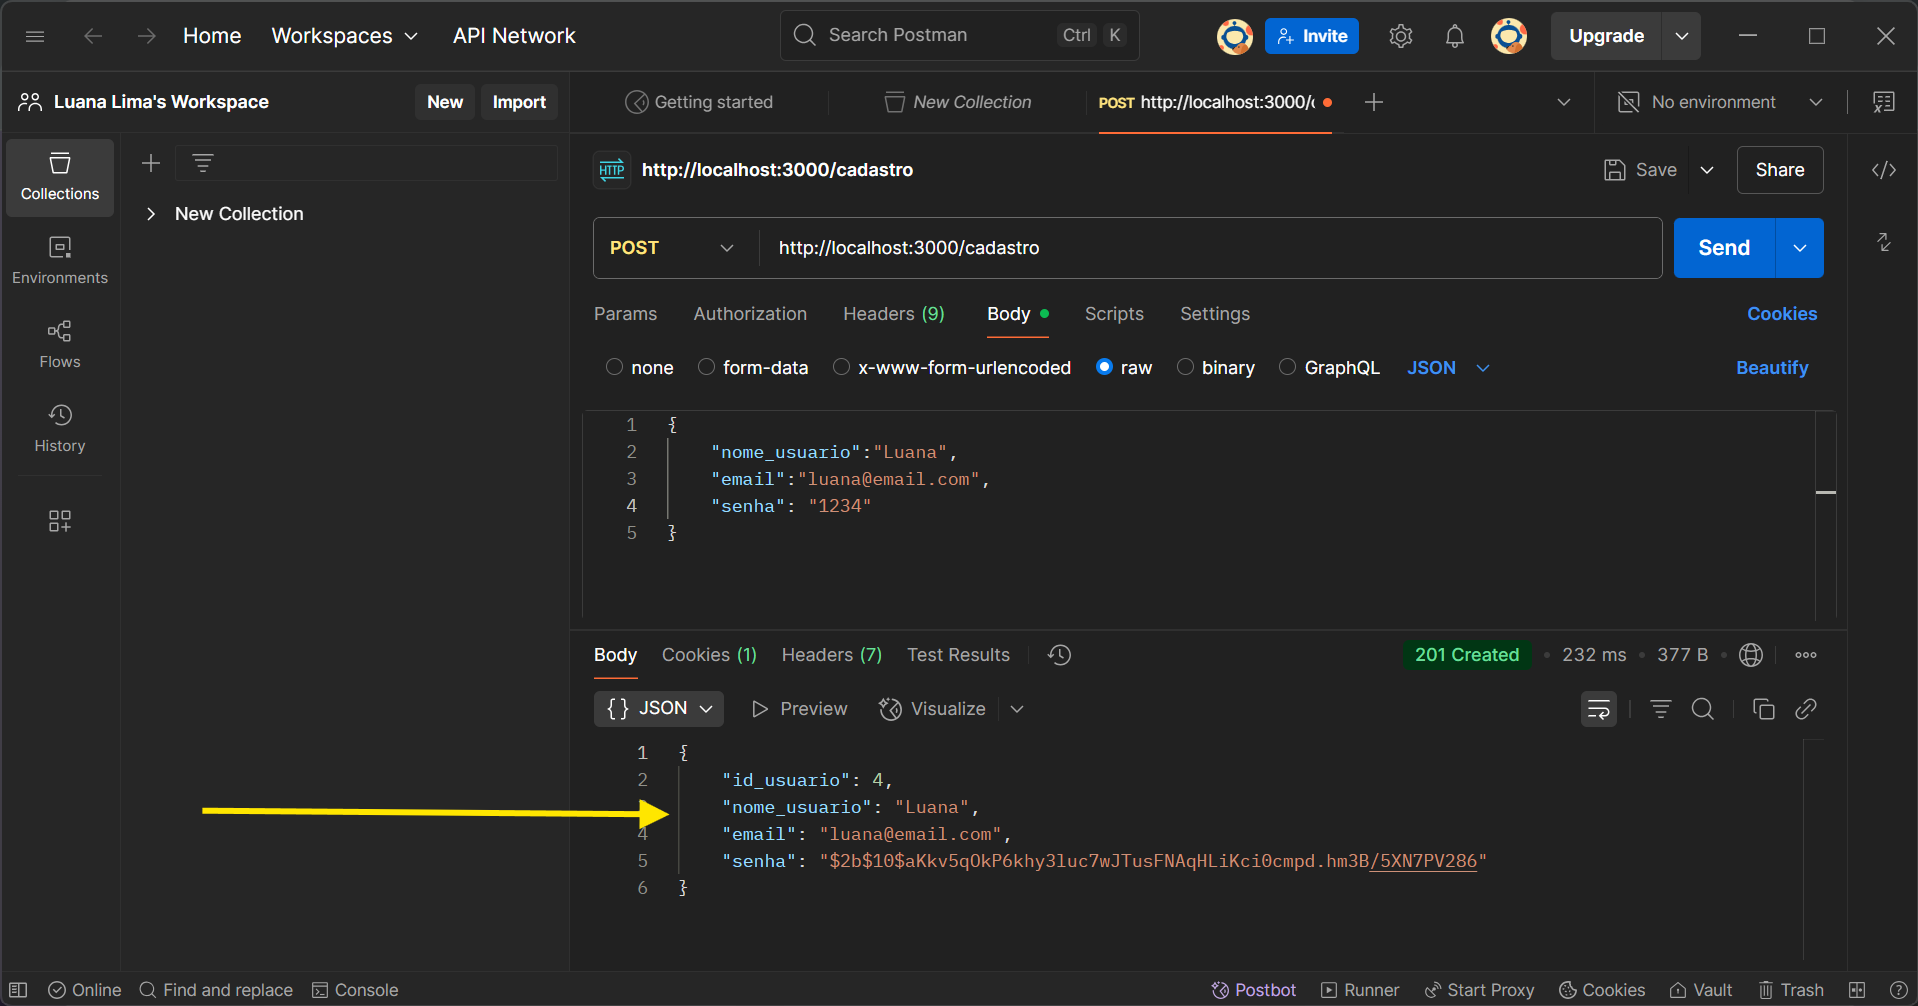 Home Workspaces API Network Search Postman Ctrl K Invite Upgrade
Luana Lima's Workspace New Import Getting started New Collection POST http://localhost:3000/c No environment
Collections
New Collection
Environments
Flows
History
HTTP http://localhost:3000/cadastro Save Share
POST http://localhost:3000/cadastro Send
Params Authorization Headers (9) Body Scripts Settings Cookies
none form-data x-www-form-urlencoded raw binary GraphQL JSON Beautify
1 {
2 "nome_usuario":"Luana",
3 "email":"luana@email.com",
4 "senha": "1234"
5 }
Body Cookies (1) Headers (7) Test Results 201 Created • 232 ms • 377 B •
{} JSON Preview Visualize
1 {
2 "id_usuario": 4,
"nome_usuario": "Luana",
4 "email": "luana@email.com",
5 "senha": "$2b$10$aKkv5qOkP6khy3luc7wJTusFNAqHLiKci0cmpd.hm3B/5XN7PV286"
6 }
Online Find and replace Console Postbot Runner Start Proxy Cookies Vault Trash